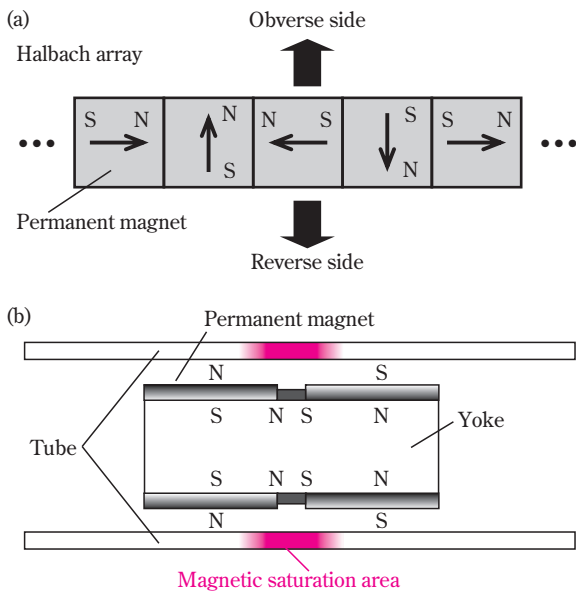 (a)
Obverse side
Halbach array
S N N N S S S N
••• •••
S N
Permanent magnet
Reverse side
(b)
Permanent magnet
N S
S N S N
Yoke
Tube
S N S N
N S
Magnetic saturation area